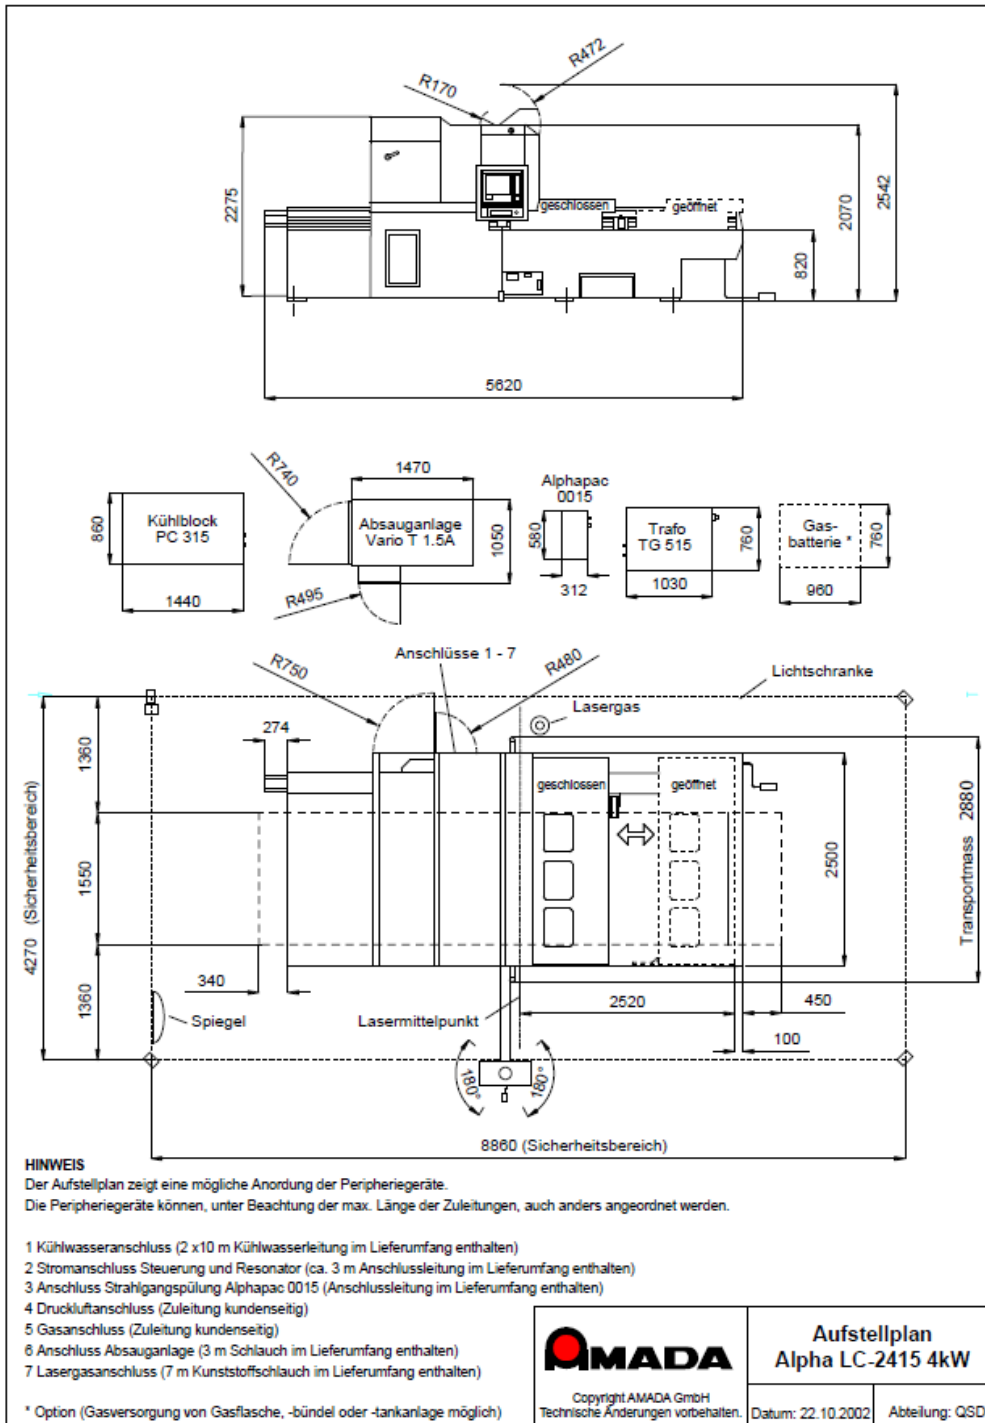 R472
R170
2275
geschlossen
geöffnet
820
2070
2542
5620
R740
1470
Alphapac
0015
860
Kühlblock
PC 315
Absauganlage
Vario T 1.5A
1050
580
Trafo
TG 515
760
Gas-
batterie *
760
1440
R495
312
1030
960
Anschlüsse 1 - 7
R750
R480
Lichtschranke
Lasergas
274
1360
geschlossen
geöffnet
4270 (Sicherheitsbereich)
1550
2500
Transportmass 2880
1360
340
2520
450
Spiegel
Lasermittelpunkt
100
180°
180°
8860 (Sicherheitsbereich)
HINWEIS
Der Aufstellplan zeigt eine mögliche Anordung der Peripheriegeräte.
Die Peripheriegeräte können, unter Beachtung der max. Länge der Zuleitungen, auch anders angeordnet werden.
1 Kühlwasseranschluss (2 x10 m Kühlwasserleitung im Lieferumfang enthalten)
2 Stromanschluss Steuerung und Resonator (ca. 3 m Anschlussleitung im Lieferumfang enthalten)
3 Anschluss Strahlgangspülung Alphapac 0015 (Anschlussleitung im Lieferumfang enthalten)
4 Druckluftanschluss (Zuleitung kundenseitig)
5 Gasanschluss (Zuleitung kundenseitig)
6 Anschluss Absauganlage (3 m Schlauch im Lieferumfang enthalten)
7 Lasergasanschluss (7 m Kunststoffschlauch im Lieferumfang enthalten)
* Option (Gasversorgung von Gasflasche, -bündel oder -tankanlage möglich)
AMADA
Copyright AMADA GmbH
Technische Änderungen vorbehalten.
Aufstellplan
Alpha LC-2415 4kW
Datum: 22.10.2002
Abteilung: QSD